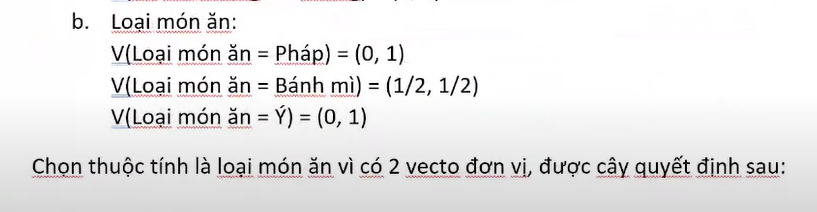 b. Loại món ăn:
V(Loại món ăn = Pháp) = (0, 1)
V(Loại món ăn = Bánh mì) = (1/2, 1/2)
V(Loại món ăn = Ý) = (0, 1)
Chọn thuộc tính là loại món ăn vì có 2 vecto đơn vị, được cây quyết định sau: